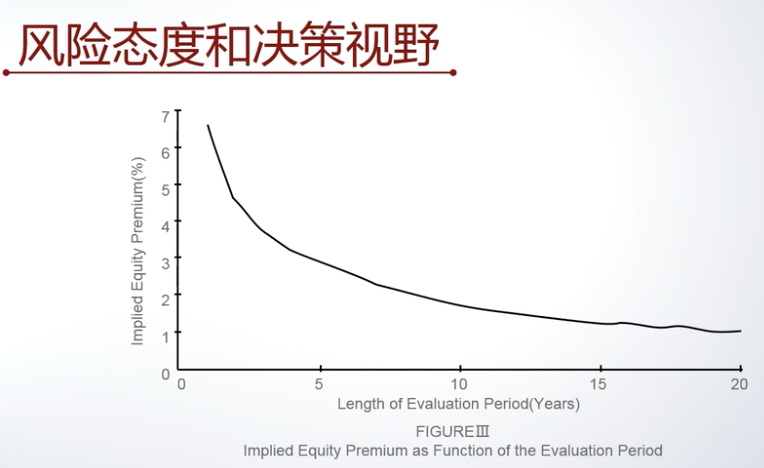 风险态度和决策视野
Implied Equity Premium(%)
7
6
5
4
3
2
1
0
0 5 10 15 20
Length of Evaluation Period(Years)
FIGUREⅢ
Implied Equity Premium as Function of the Evaluation Period